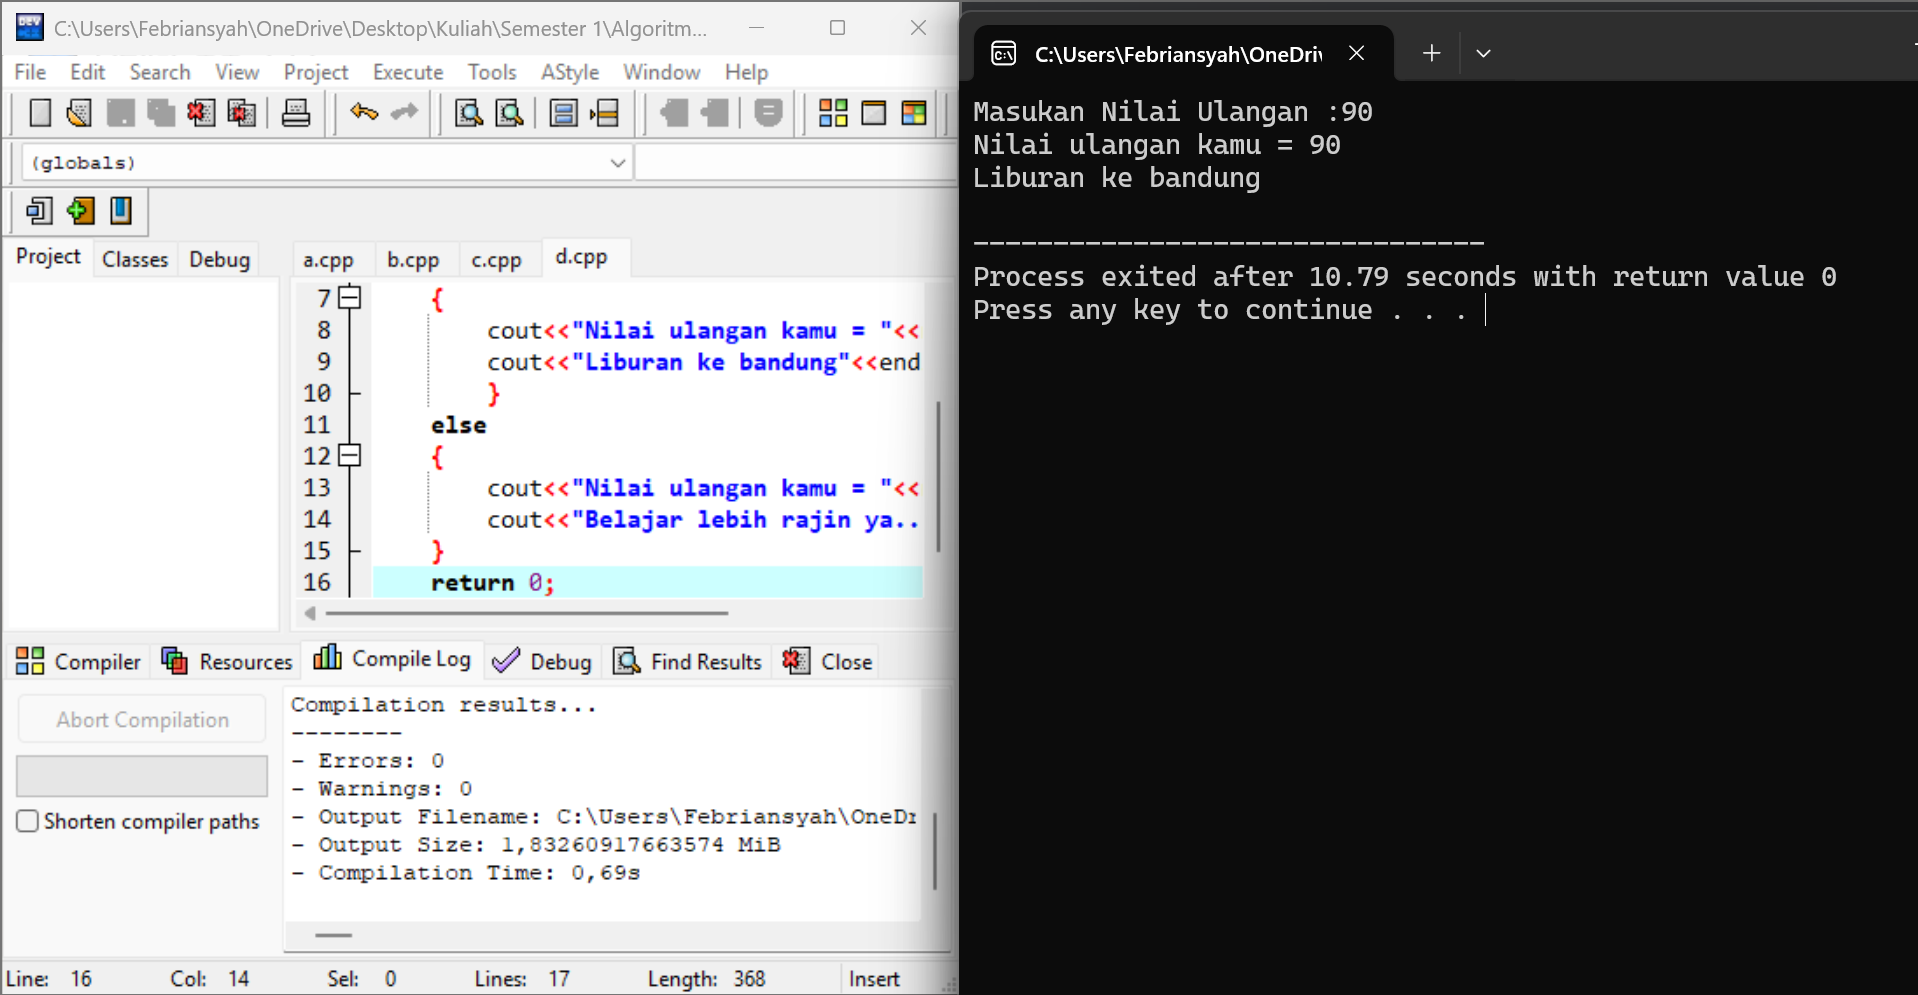 C:\Users\Febriansyah\OneDrive\Desktop\Kuliah\Semester 1\Algoritm...
File Edit Search View Project Execute Tools AStyle Window Help
(globals)
Project Classes Debug
a.cpp b.cpp c.cpp d.cpp
7 {
8 cout<<"Nilai ulangan kamu = "<<
9 cout<<"Liburan ke bandung"<<end
10 }
11 else
12 {
13 cout<<"Nilai ulangan kamu = "<<
14 cout<<"Belajar lebih rajin ya..
15 }
16 return 0;
Compiler Resources Compile Log Debug Find Results Close
Abort Compilation
Shorten compiler paths
Compilation results...
--------
- Errors: 0
- Warnings: 0
- Output Filename: C:\Users\Febriansyah\OneDr
- Output Size: 1,83260917663574 MiB
- Compilation Time: 0,69s
Line: 16 Col: 14 Sel: 0 Lines: 17 Length: 368 Insert
C:\Users\Febriansyah\OneDriv
Masukan Nilai Ulangan :90
Nilai ulangan kamu = 90
Liburan ke bandung
--------------------------------
Process exited after 10.79 seconds with return value 0
Press any key to continue . . .